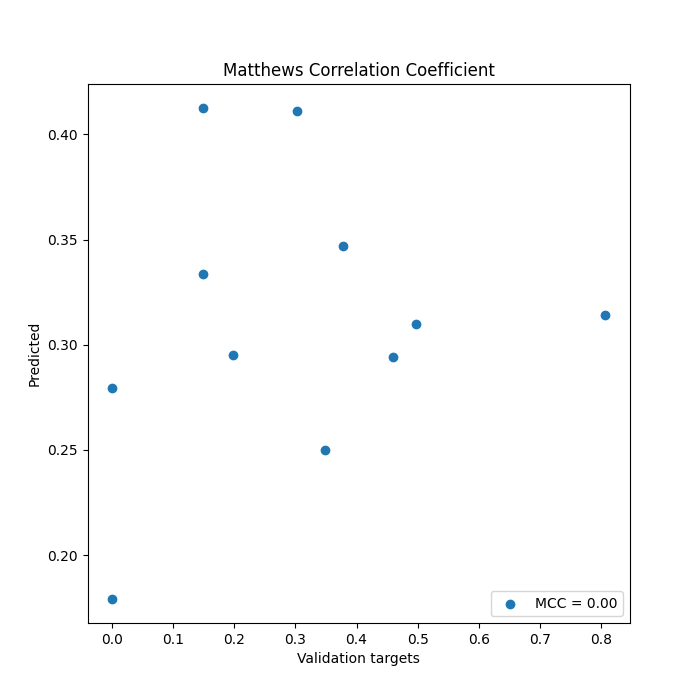 Matthews Correlation Coefficient
0.40
0.35
0.30
0.25
0.20
Predicted
MCC = 0.00
0.0 0.1 0.2 0.3 0.4 0.5 0.6 0.7 0.8
Validation targets